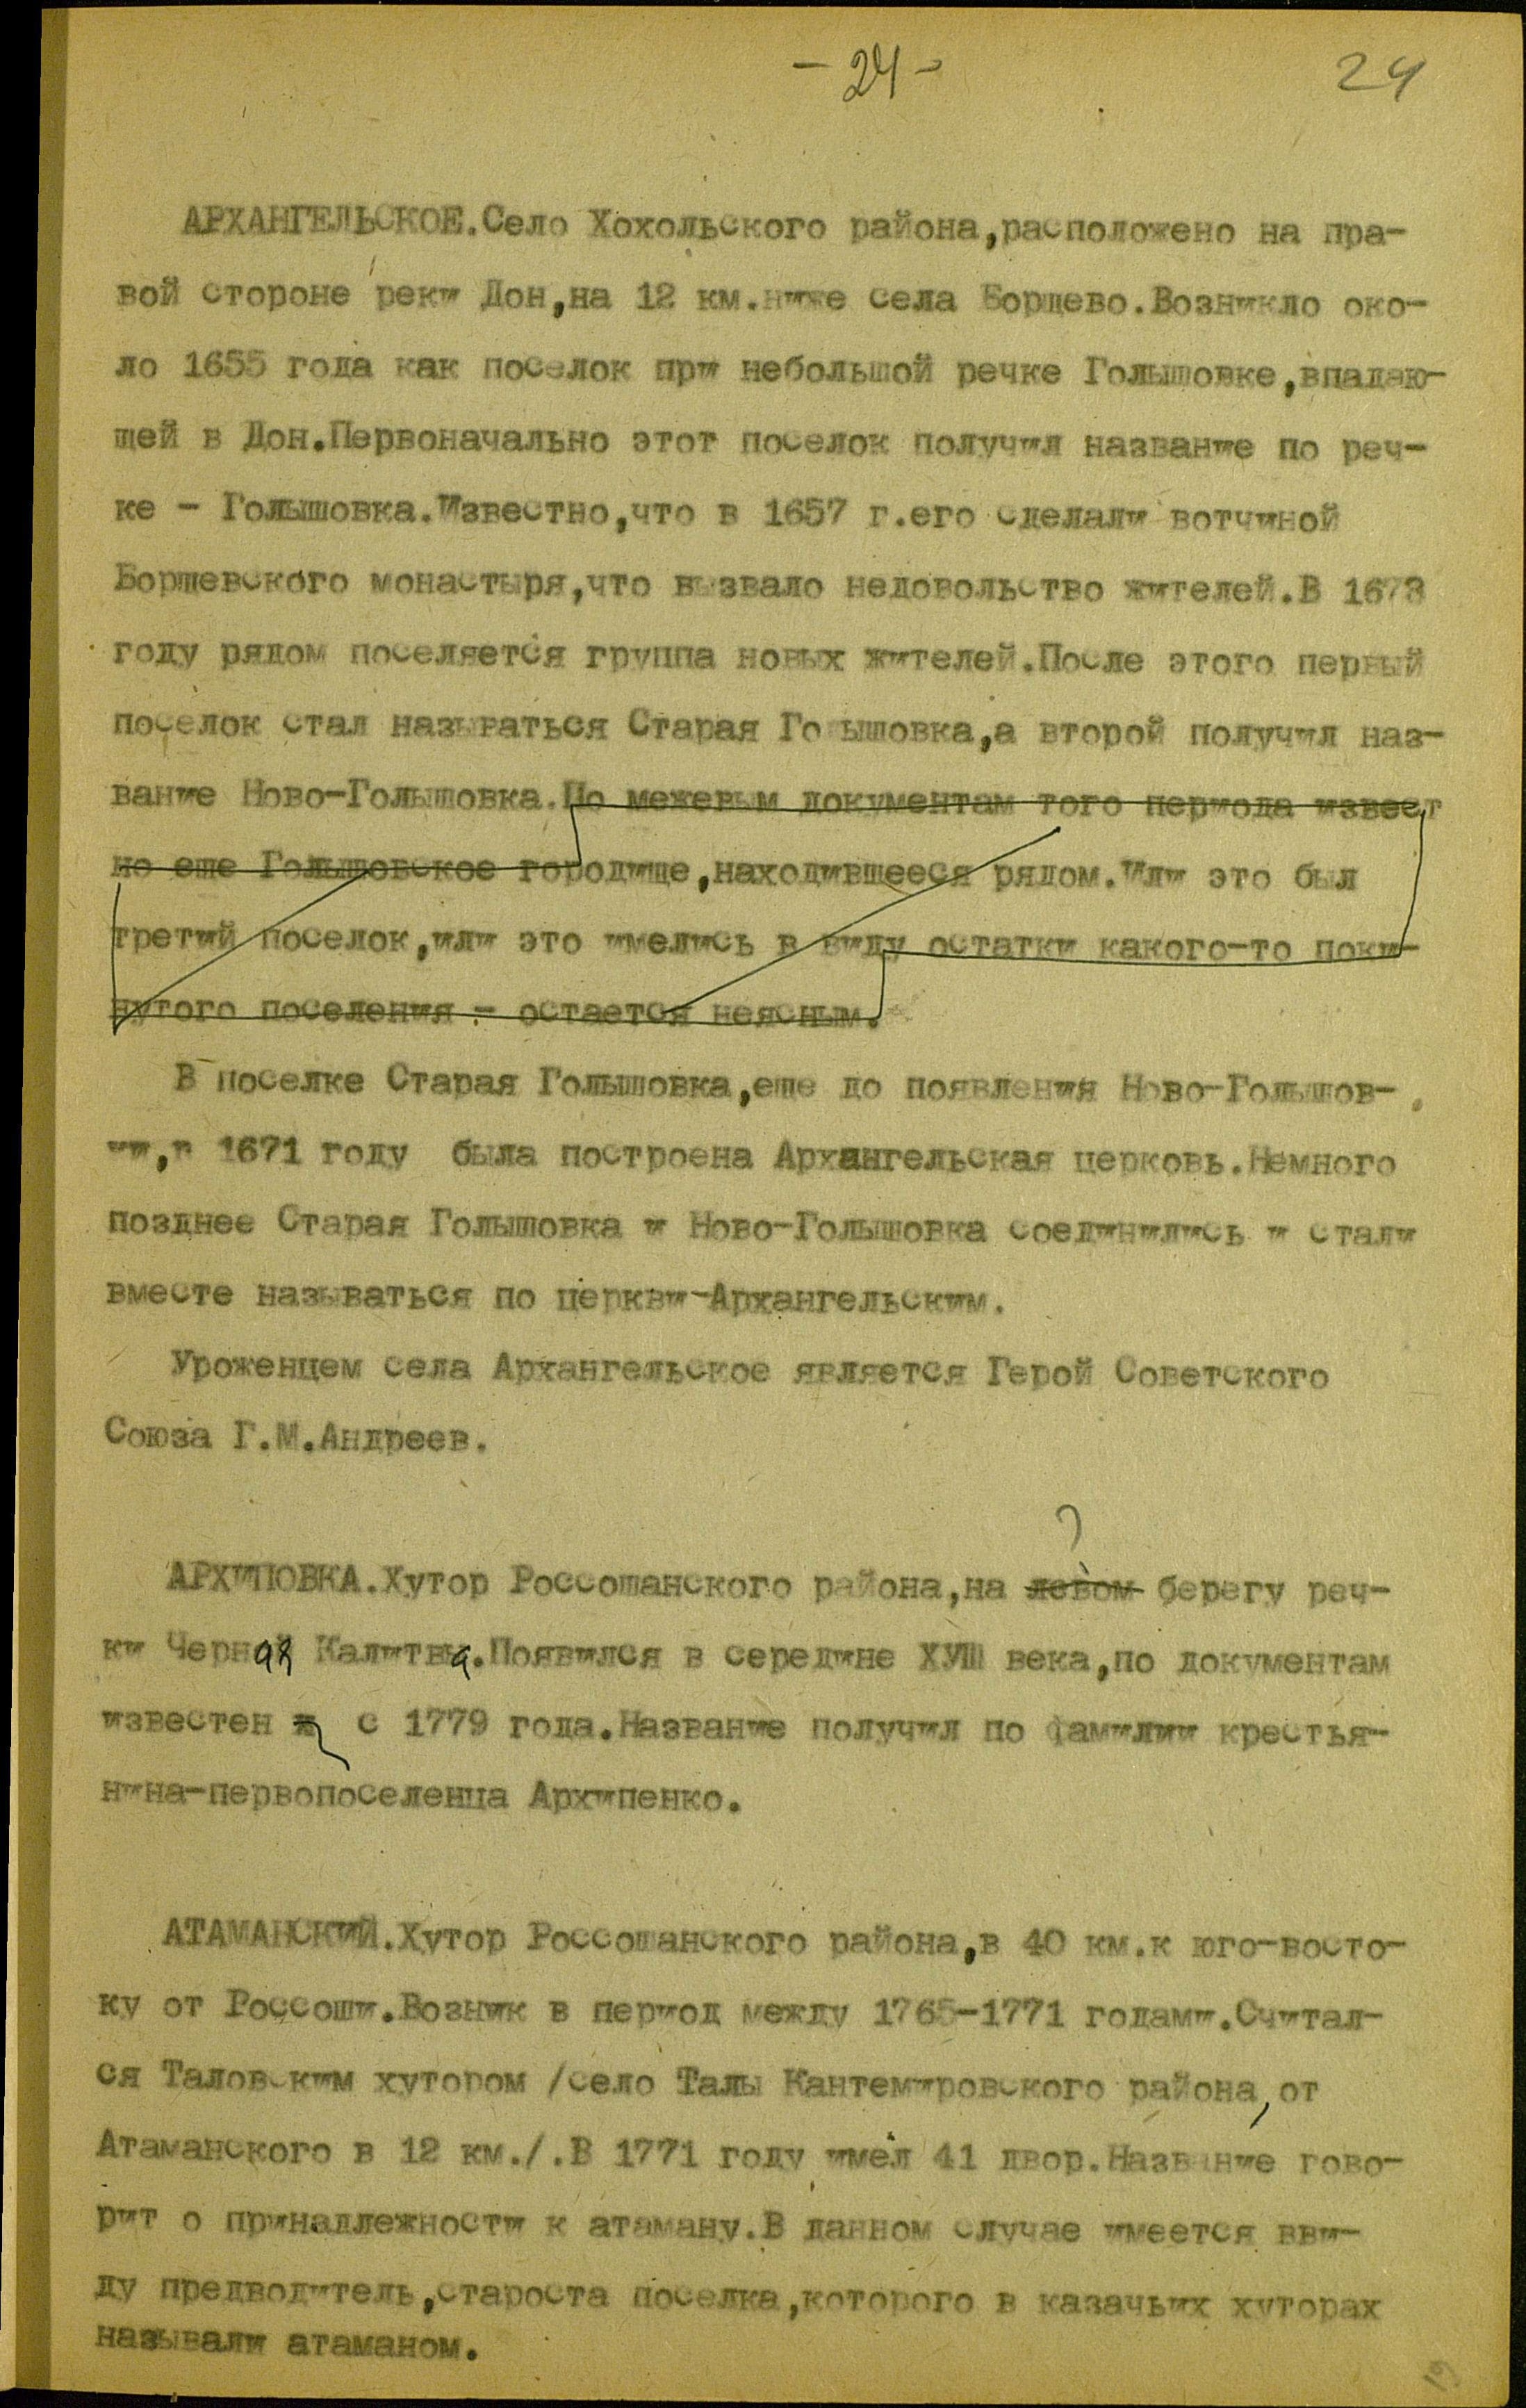 - 24 -
24
АРХАНГЕЛЬСКОЕ.Село Хохольского района,расположено на пра-
вой стороне реки Дон,на 12 км.ниже села Борщево.Возникло око-
ло 1655 года как поселок при небольшой речке Голышовке,впадаю-
щей в Дон.Первоначально этот поселок получил название по реч-
ке - Голышовка.Известно,что в 1657 г.его сделали вотчиной
Борщевского монастыря,что вызвало недовольство жителей.В 1673
году рядом поселяется группа новых жителей.После этого первый
поселок стал называться Старая Голышовка,а второй получил наз-
вание Ново-Голышовка.По межевым документам того периода извест
но еще Голышовское городище,находившееся рядом.Или это был
третий поселок,или это имелись в виду остатки какого-то поки-
нутого поселения - остается неясным.
В поселке Старая Голышовка,еще до появления Ново-Голышов-
ки,в 1671 году была построена Архангельская церковь.Немного
позднее Старая Голышовка и Ново-Голышовка соединились и стали
вместе называться по церкви-Архангельским.
Уроженцем села Архангельское является Герой Советского
Союза Г.М.Андреев.
?
АРХИПОВКА.Хутор Россошанского района,на левом берегу реч-
ки Черная Калитва.Появился в середине ХУШ века,по документам
известен с 1779 года.Название получил по фамилии крестья-
нина-первопоселенца Архипенко.
АТАМАНСКИЙ.Хутор Россошанского района,в 40 км.к юго-восто-
ку от Россоши.Возник в период между 1765-1771 годами.Считал-
ся Таловским хутором /село Талы Кантемировского района, от
Атаманского в 12 км./.В 1771 году имел 41 двор.Название гово-
рит о принадлежности к атаману.В данном случае имеется вви-
ду предводитель,староста поселка,которого в казачьих хуторах
называли атаманом.
19